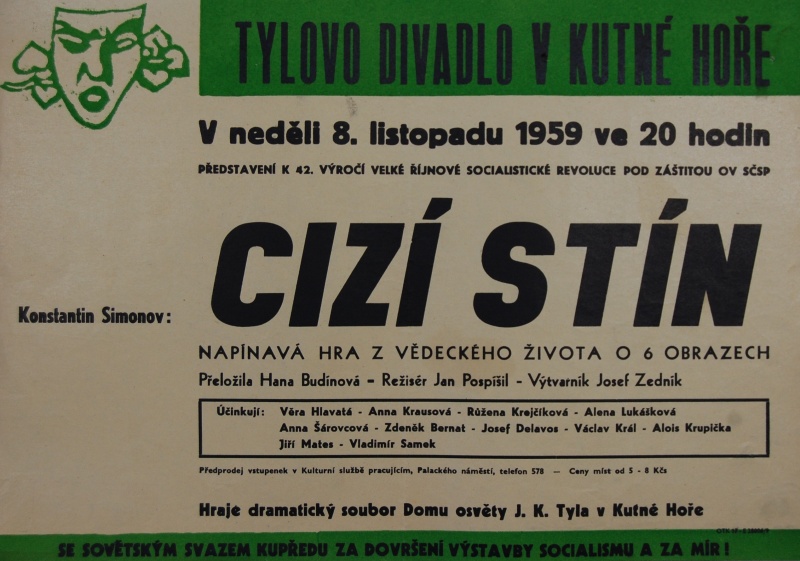 TYLOVO DIVADLO V KUTNÉ HOŘE
V neděli 8. listopadu 1959 ve 20 hodin
PŘEDSTAVENÍ K 42. VÝROČÍ VELKÉ ŘÍJNOVÉ SOCIALISTICKÉ REVOLUCE POD ZÁŠTITOU OV SČSP
CIZÍ STÍN
Konstantin Simonov:
NAPÍNAVÁ HRA Z VĚDECKÉHO ŽIVOTA O 6 OBRAZECH
Přeložila Hana Budínová - Režisér Jan Pospíšil - Výtvarník Josef Zedník
Účinkují: Věra Hlavatá - Anna Krausová - Růžena Krejčíková - Alena Lukášková
Anna Šárovcová - Zdeněk Bernat - Josef Delavos - Václav Král - Alois Krupička
Jiří Mates - Vladimír Samek
Předprodej vstupenek v Kulturní službě pracujícím, Palackého náměstí, telefon 578 — Ceny míst od 5 - 8 Kčs
Hraje dramatický soubor Domu osvěty J. K. Tyla v Kutné Hoře
SE SOVĚTSKÝM SVAZEM KUPŘEDU ZA DOVRŠENÍ VÝSTAVBY SOCIALISMU A ZA MÍR!